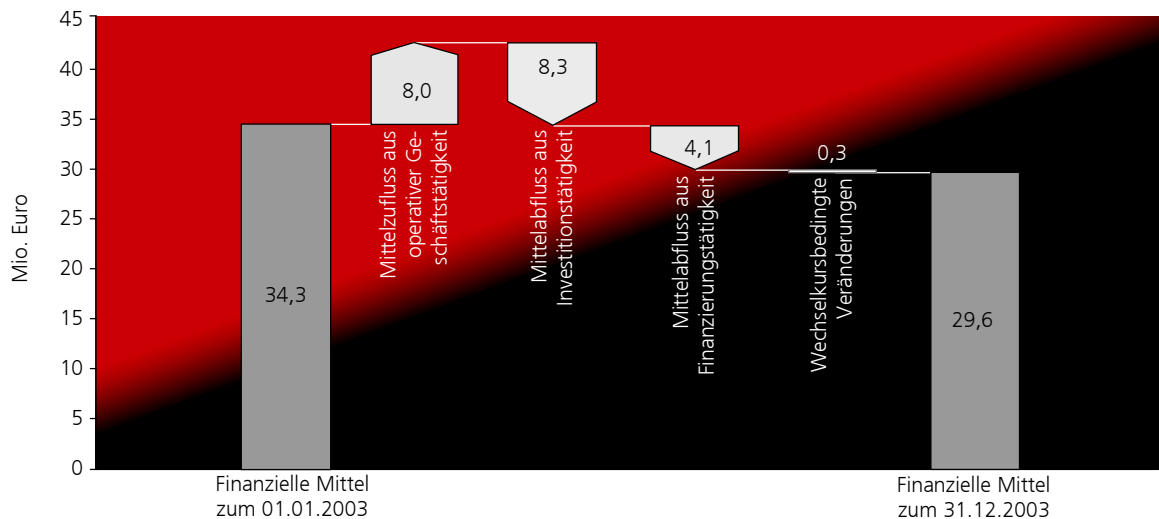 Mio. Euro
45
40
35
30
25
20
15
10
5
0
34,3
8,0
Mittelzufluss aus
operativer Ge-
schäftstätigkeit
8,3
Mittelabfluss aus
Investitionstätigkeit
4,1
Mittelabfluss aus
Finanzierungstätigkeit
0,3
Wechselkursbedingte
Veränderungen
29,6
Finanzielle Mittel
zum 01.01.2003
Finanzielle Mittel
zum 31.12.2003